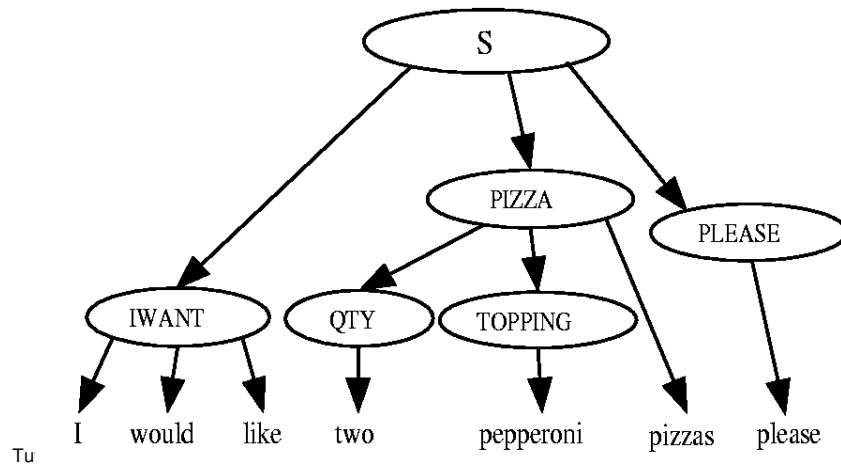 S
PIZZA
PLEASE
IWANT QTY TOPPING
I would like two pepperoni pizzas please
Tu